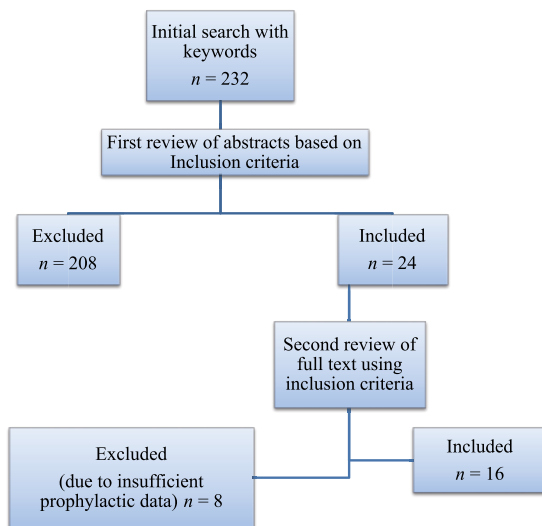 Initial search with
keywords
n = 232
First review of abstracts based on
Inclusion criteria
Excluded
n = 208
Included
n = 24
Second review of
full text using
inclusion criteria
Excluded
(due to insufficient
prophylactic data) n = 8
Included
n = 16